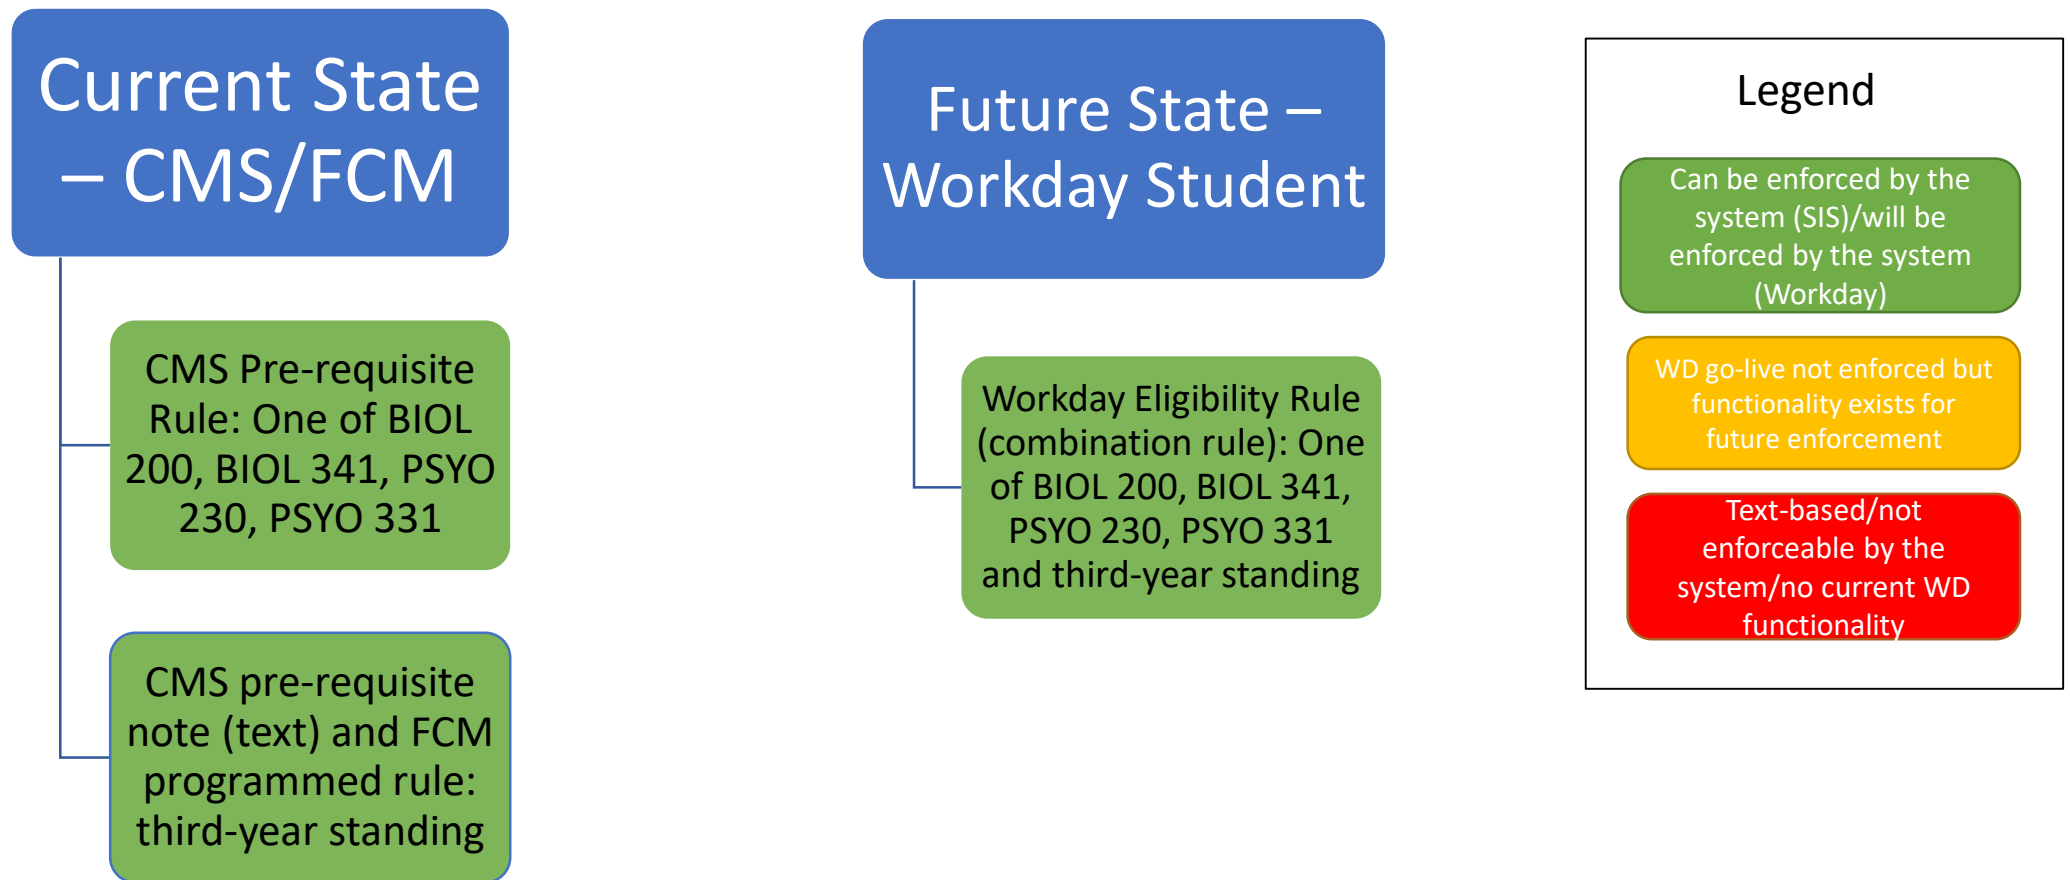 Current State
– CMS/FCM
CMS Pre-requisite
Rule: One of BIOL
200, BIOL 341, PSYO
230, PSYO 331
CMS pre-requisite
note (text) and FCM
programmed rule:
third-year standing
Future State –
Workday Student
Workday Eligibility Rule
(combination rule): One
of BIOL 200, BIOL 341,
PSYO 230, PSYO 331
and third-year standing
Legend
Can be enforced by the
system (SIS)/will be
enforced by the system
(Workday)
WD go-live not enforced but
functionality exists for
future enforcement
Text-based/not
enforceable by the
system/no current WD
functionality